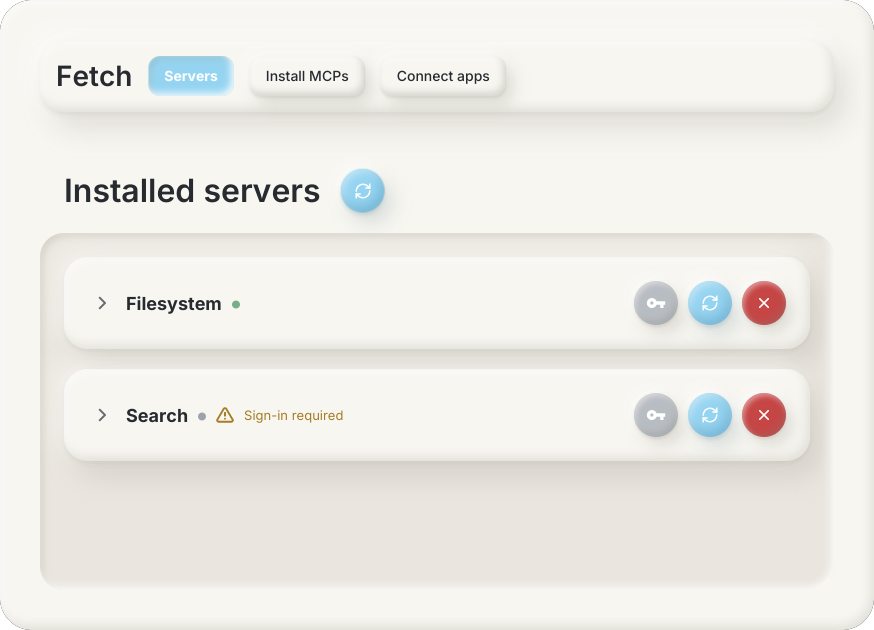 Fetch
Servers
Install MCPs
Connect apps
Installed servers
Filesystem
Search
Sign-in required